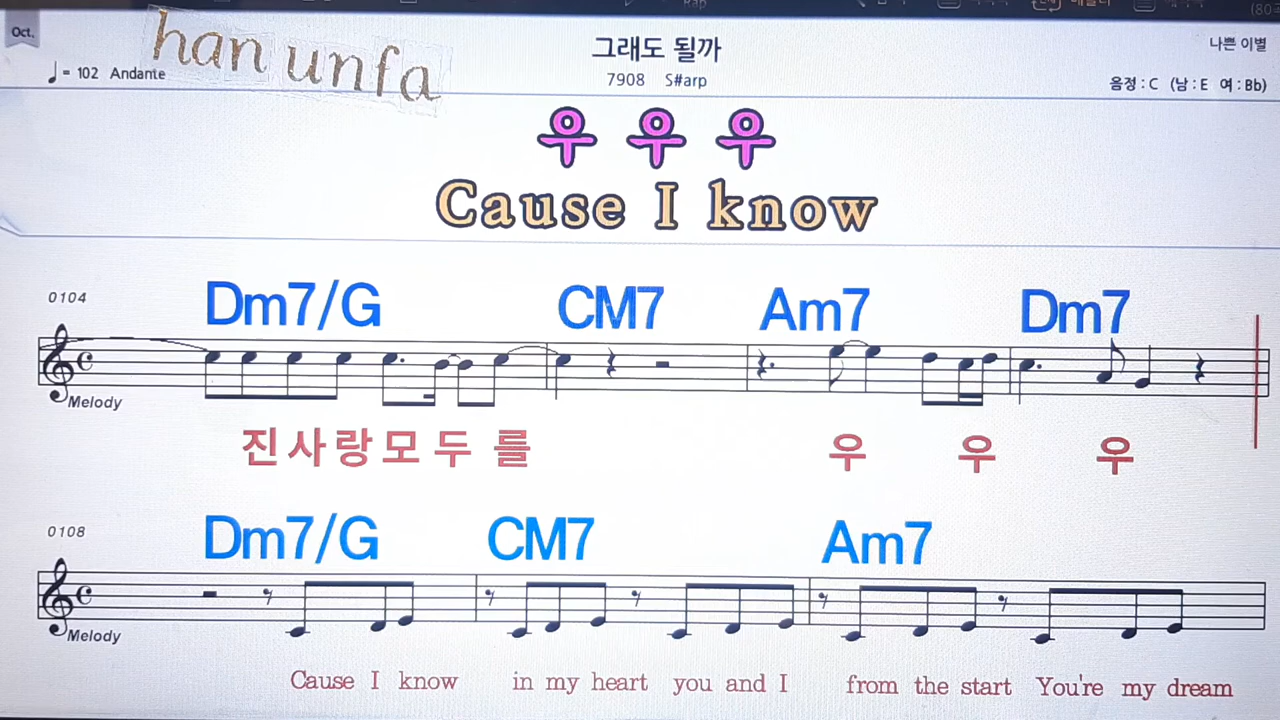 Rap
(80
Oct.
han unfa
그래도 될까
나쁜 이별
♩= 102 Andante
7908 S#arp
음정 : C (남 : E 여 : Bb)
우 우 우
Cause I know
0104
Dm7/G CM7 Am7 Dm7
Melody
진 사 랑 모 두 를 우 우 우
0108
Dm7/G CM7 Am7
Melody
Cause I know in my heart you and I from the start You're my dream